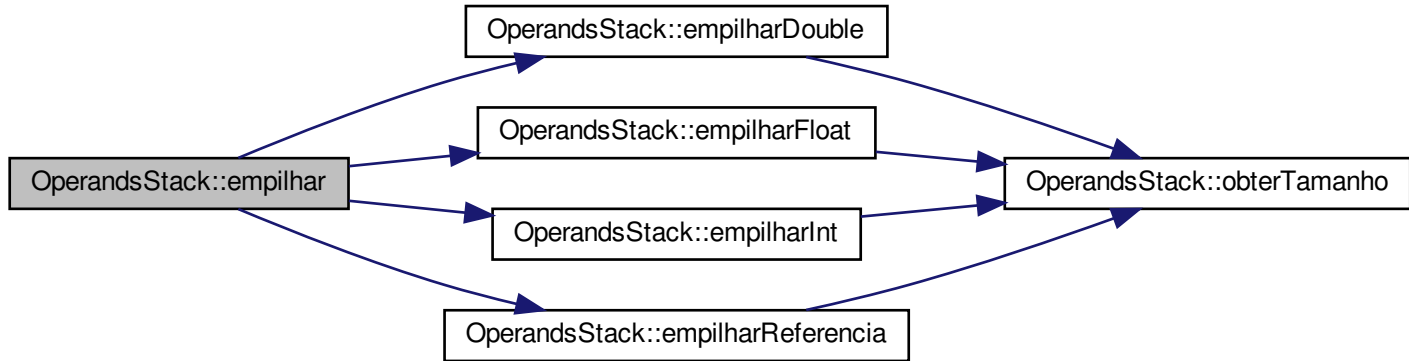 OperandsStack::empilharDouble
OperandsStack::empilharFloat
OperandsStack::empilhar
OperandsStack::obterTamanho
OperandsStack::empilharInt
OperandsStack::empilharReferencia